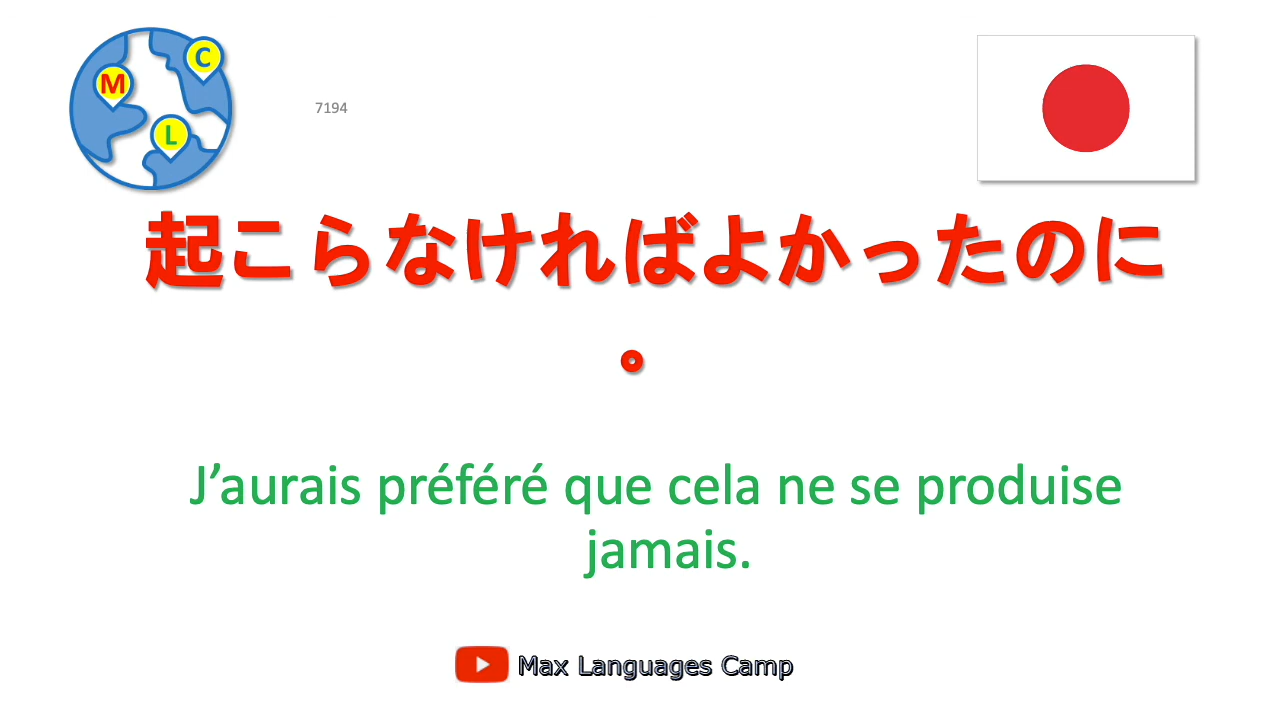 C
M
L
7194
起こらなければよかったのに
。
J’aurais préféré que cela ne se produise
jamais.
Max Languages Camp